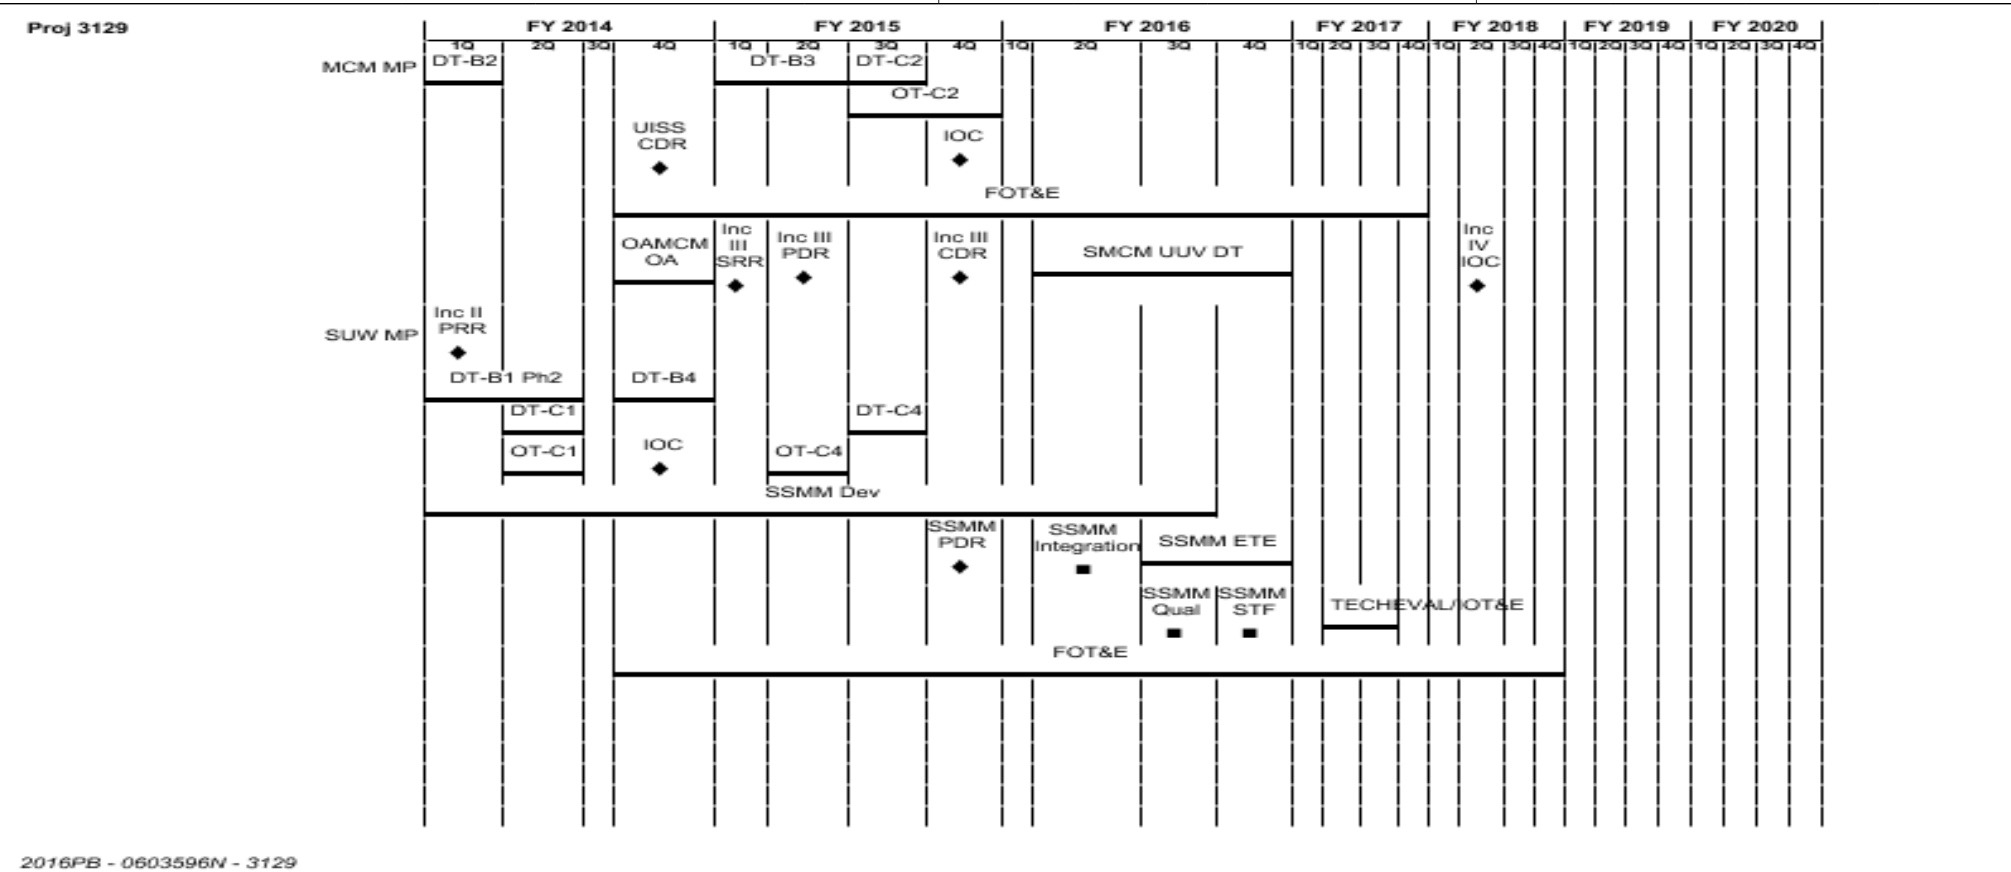 Proj 3129 FY 2014 FY 2015 FY 2016 FY 2017 FY 2018 FY 2019 FY 2020
1Q 2Q 3Q 4Q 1Q 2Q 3Q 4Q 1Q 2Q 3Q 4Q 1Q 2Q 3Q 4Q 1Q 2Q 3Q 4Q 1Q 2Q 3Q 4Q 1Q 2Q 3Q 4Q
MCM MP DT-B2 DT-B3 DT-C2
OT-C2
UISS
CDR
IOC
FOT&E
OAMCM
OA
Inc
III
SRR
Inc III
PDR
Inc III
CDR
SMCM UUV DT
Inc
IV
IOC
SUW MP
Inc II
PRR
DT-B1 Ph2 DT-B4
DT-C1 DT-C4
OT-C1 IOC OT-C4
SSMM Dev
SSMM
PDR
SSMM
Integration
SSMM ETE
SSMM
Qual
SSMM
STF
TECHEVAL/IOT&E
FOT&E
2016PB - 0603596N - 3129